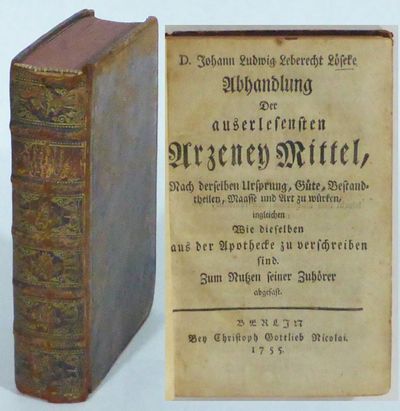 D. Johann Ludwig Leberecht Löseke
Abhandlung
Der
auserlesensten
Arzeney Mittel,
Nach derselben Ursprung, Güte, Bestand-
theilen, Maasse und Art zu würken,
ingleichen
Wie dieselben
aus der Apothecke zu verschreiben
sind.
Zum Nutzen seiner Zuhörer
abgefaßt.
BERLIN
Bey Christoph Gottlieb Nicolai.
1755.